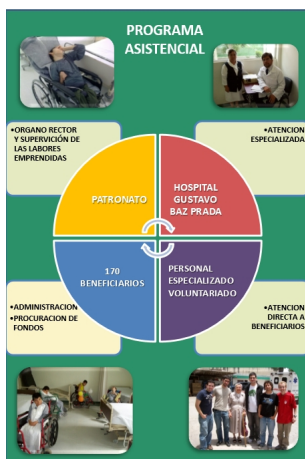 PROGRAMA
ASISTENCIAL
•ORGANO RECTOR
Y SUPERVISIÓN DE
LAS LABORES
EMPRENDIDAS
•ATENCION
ESPECIALIZADA
PATRONATO
HOSPITAL
GUSTAVO
BAZ PRADA
170
BENEFICIARIOS
PERSONAL
ESPECIALIZADO
VOLUNTARIADO
•ADMINISTRACION
•PROCURACION DE
FONDOS
•ATENCION
DIRECTA A
BENEFICIARIOS